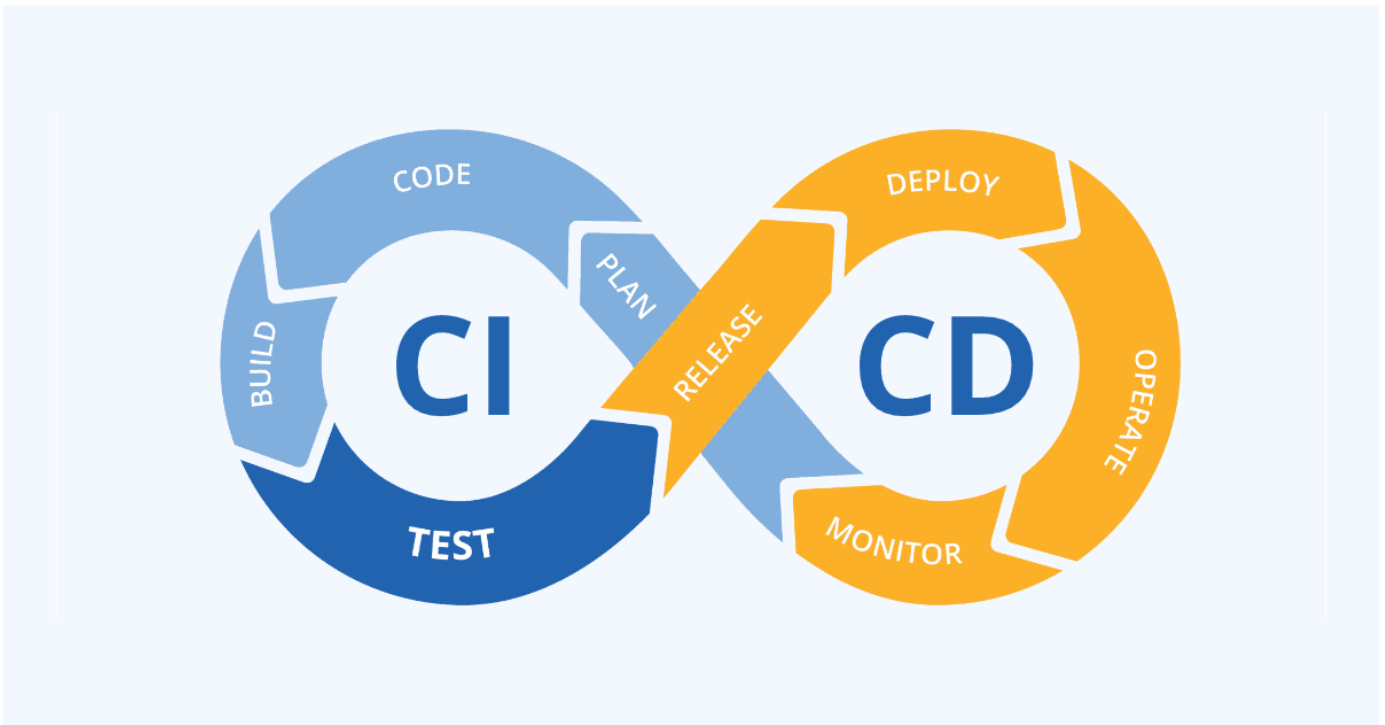 CODE
DEPLOY
PLAN
BUILD
CI
RELEASE
CD
OPERATE
TEST
MONITOR